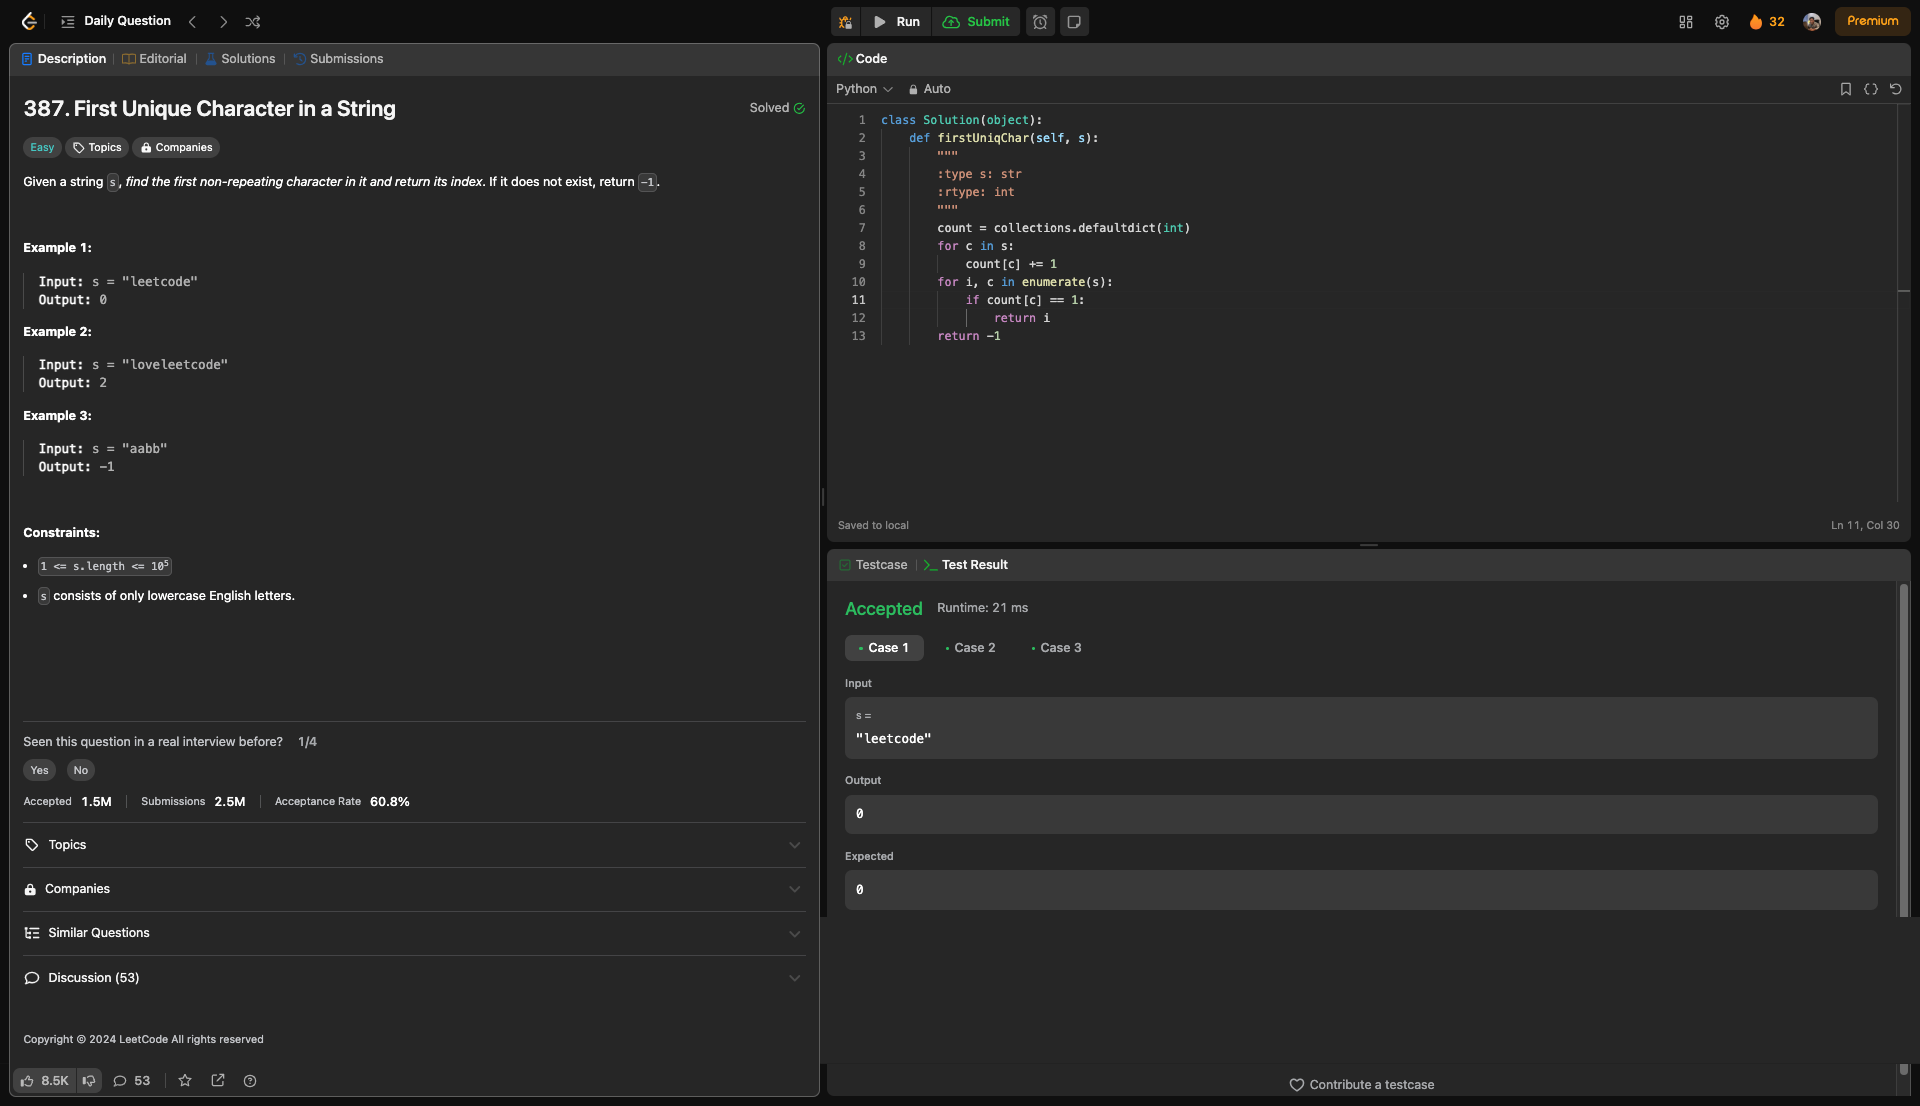 Daily Question
Run
Submit
32
Premium
Description
Editorial
Solutions
Submissions
387. First Unique Character in a String
Solved
Easy
Topics
Companies
Given a string s, find the first non-repeating character in it and return its index. If it does not exist, return -1.
Example 1:
Input: s = "leetcode"
Output: 0
Example 2:
Input: s = "loveleetcode"
Output: 2
Example 3:
Input: s = "aabb"
Output: -1
Constraints:
• 1 <= s.length <= 10⁵
• s consists of only lowercase English letters.
Seen this question in a real interview before? 1/4
Yes
No
Accepted 1.5M
Submissions 2.5M
Acceptance Rate 60.8%
Topics
Companies
Similar Questions
Discussion (53)
Copyright © 2024 LeetCode All rights reserved
8.5K
53
</> Code
Python
Auto
1 class Solution(object):
2     def firstUniqChar(self, s):
3         """
4         :type s: str
5         :rtype: int
6         """
7         count = collections.defaultdict(int)
8         for c in s:
9             count[c] += 1
10         for i, c in enumerate(s):
11             if count[c] == 1:
12                 return i
13         return -1
Saved to local
Ln 11, Col 30
Testcase
Test Result
Accepted
Runtime: 21 ms
• Case 1
• Case 2
• Case 3
Input
s =
"leetcode"
Output
0
Expected
0
Contribute a testcase